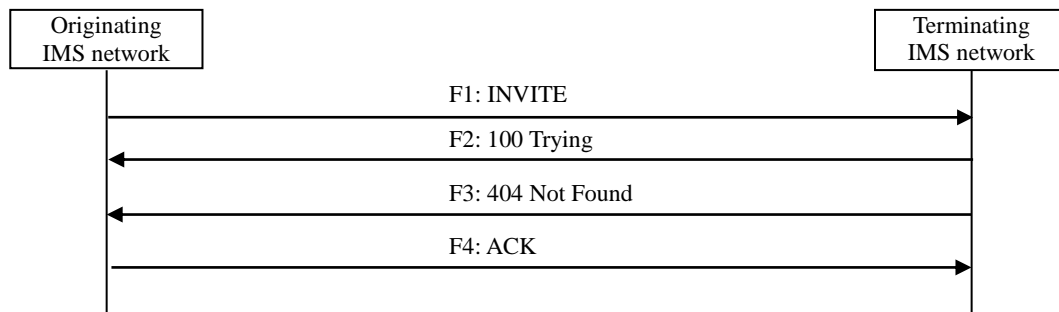 Originating
IMS network
Terminating
IMS network
F1: INVITE
F2: 100 Trying
F3: 404 Not Found
F4: ACK